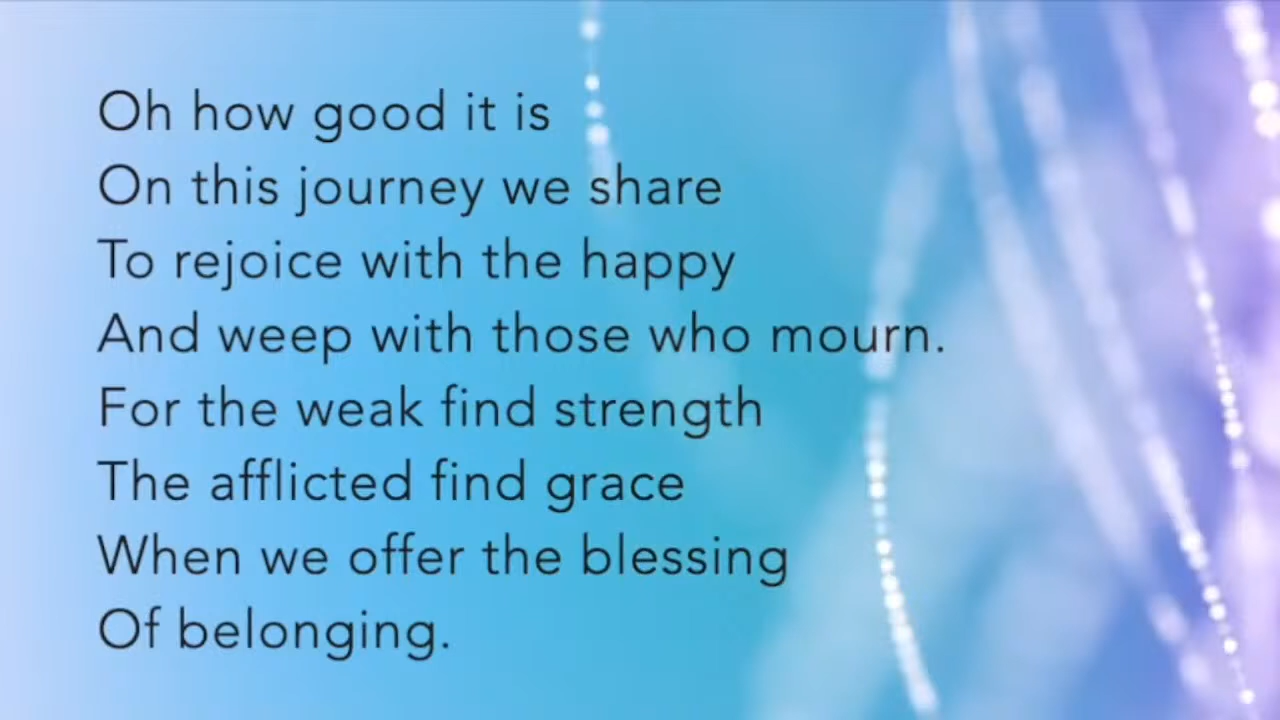 Oh how good it is
On this journey we share
To rejoice with the happy
And weep with those who mourn.
For the weak find strength
The afflicted find grace
When we offer the blessing
Of belonging.